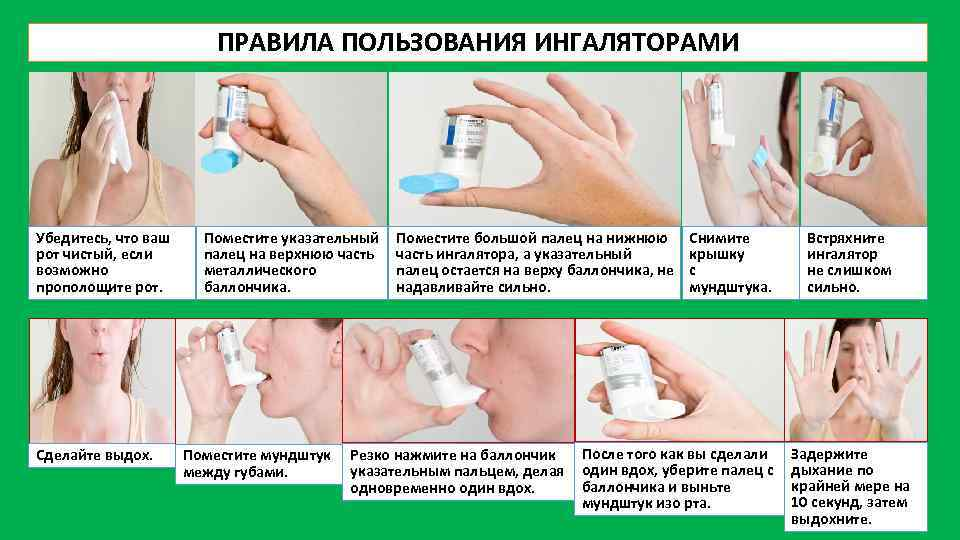 ПРАВИЛА ПОЛЬЗОВАНИЯ ИНГАЛЯТОРАМИ
Убедитесь, что ваш
рот чистый, если
возможно
прополощите рот.
Поместите указательный
палец на верхнюю часть
металлического
баллончика.
Поместите большой палец на нижнюю
часть ингалятора, а указательный
палец остается на верху баллончика, не
надавливайте сильно.
Снимите
крышку
с
мундштука.
Встряхните
ингалятор
не слишком
сильно.
Сделайте выдох.
Поместите мундштук
между губами.
Резко нажмите на баллончик
указательным пальцем, делая
одновременно один вдох.
После того как вы сделали
один вдох, уберите палец с
баллончика и выньте
мундштук изо рта.
Задержите
дыхание по
крайней мере на
10 секунд, затем
выдохните.